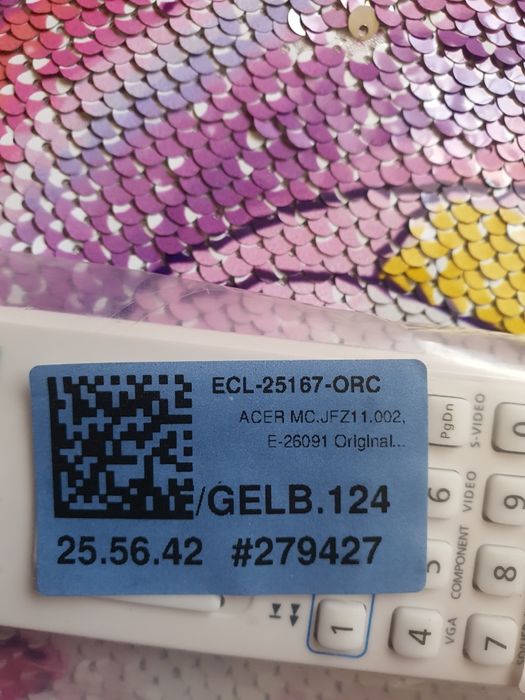 ECL-25167-ORC
ACER MC.JFZ11.002,
E-26091 Original...
/GELB.124
25.56.42 #279427
PgDn
S-VIDEO
6
VIDEO
9
5
COMPONENT
8
1
4
VGA
7